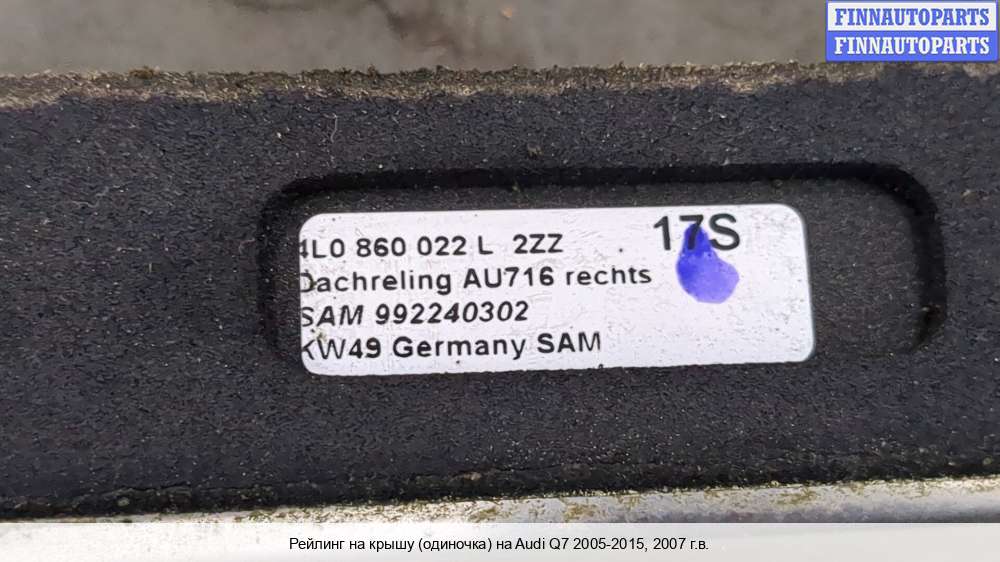 FINNAUTOPARTS
FINNAUTOPARTS
17S
4L0 860 022 L 2ZZ
Dachreling AU716 rechts
SAM 992240302
KW49 Germany SAM
Рейлинг на крышу (одиночка) на Audi Q7 2005-2015, 2007 г.в.